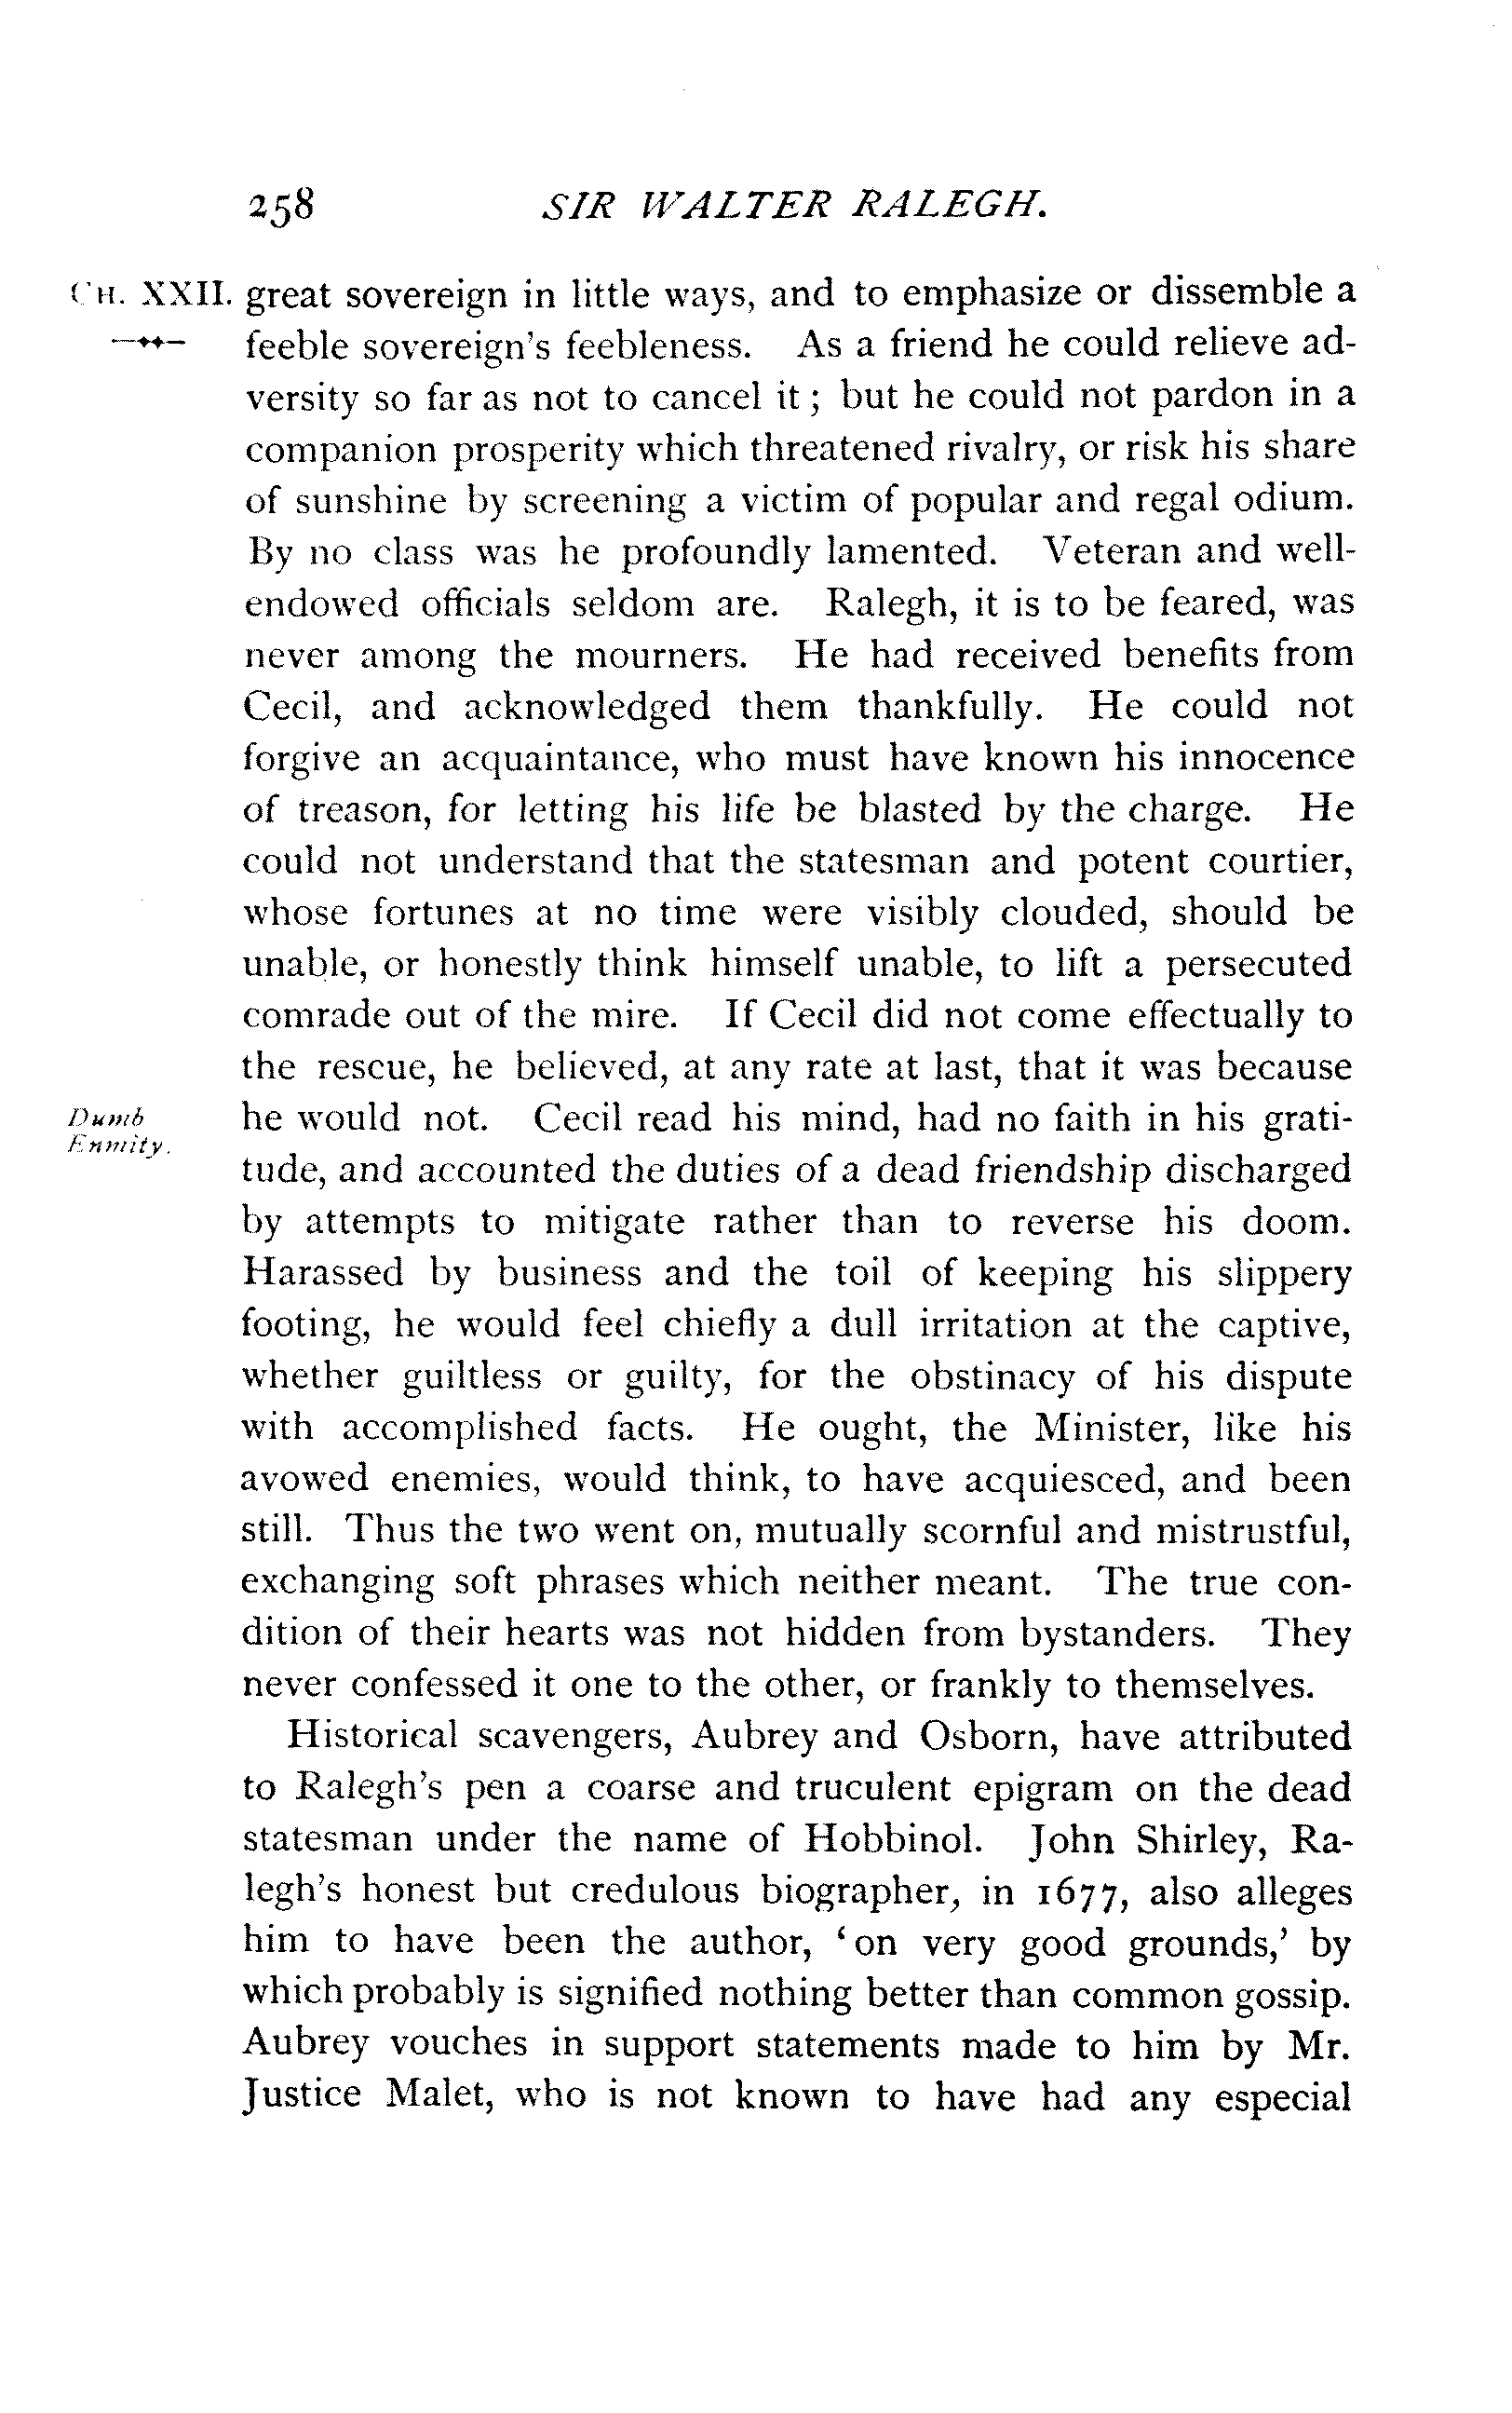 258 SIR WALTER RALEGH.
CH. XXII. great sovereign in little ways, and to emphasize or dissemble a
feeble sovereign's feebleness. As a friend he could relieve ad-
versity so far as not to cancel it ; but he could not pardon in a
companion prosperity which threatened rivalry, or risk his share
of sunshine by screening a victim of popular and regal odium.
By no class was he profoundly lamented. Veteran and well-
endowed officials seldom are. Ralegh, it is to be feared, was
never among the mourners. He had received benefits from
Cecil, and acknowledged them thankfully. He could not
forgive an acquaintance, who must have known his innocence
of treason, for letting his life be blasted by the charge. He
could not understand that the statesman and potent courtier,
whose fortunes at no time were visibly clouded, should be
unable, or honestly think himself unable, to lift a persecuted
comrade out of the mire. If Cecil did not come effectually to
the rescue, he believed, at any rate at last, that it was because
Dumb
Enmity.
he would not. Cecil read his mind, had no faith in his grati-
tude, and accounted the duties of a dead friendship discharged
by attempts to mitigate rather than to reverse his doom.
Harassed by business and the toil of keeping his slippery
footing, he would feel chiefly a dull irritation at the captive,
whether guiltless or guilty, for the obstinacy of his dispute
with accomplished facts. He ought, the Minister, like his
avowed enemies, would think, to have acquiesced, and been
still. Thus the two went on, mutually scornful and mistrustful,
exchanging soft phrases which neither meant. The true con-
dition of their hearts was not hidden from bystanders. They
never confessed it one to the other, or frankly to themselves.
Historical scavengers, Aubrey and Osborn, have attributed
to Ralegh's pen a coarse and truculent epigram on the dead
statesman under the name of Hobbinol. John Shirley, Ra-
legh's honest but credulous biographer, in 1677, also alleges
him to have been the author, ‘on very good grounds,’ by
which probably is signified nothing better than common gossip.
Aubrey vouches in support statements made to him by Mr.
Justice Malet, who is not known to have had any especial